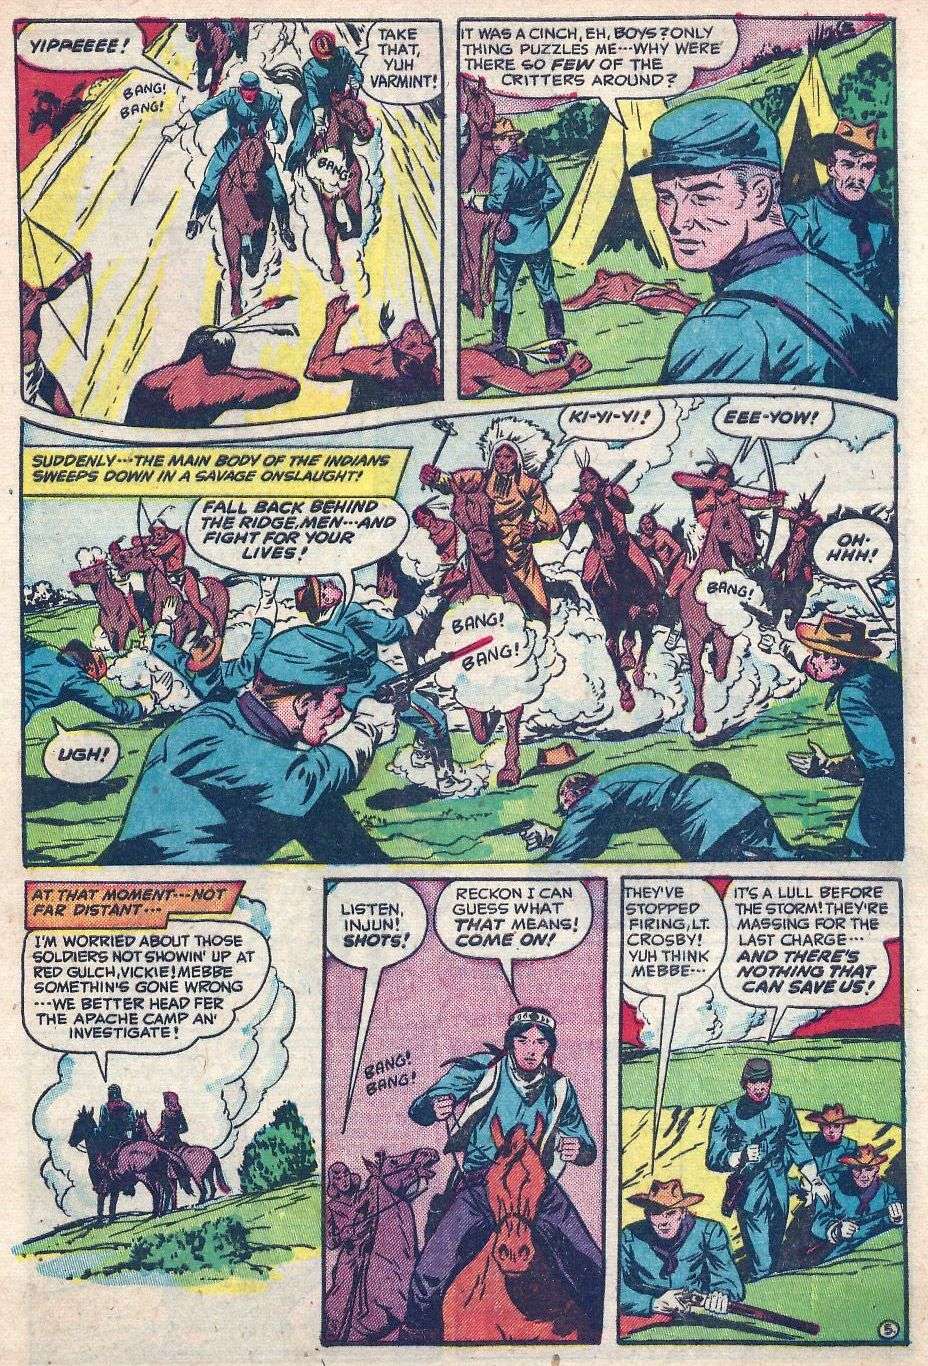 YIPPEEEE!
BANG!
BANG!
TAKE
THAT,
YUH
VARMINT!
BANG!
IT WAS A CINCH, EH, BOYS? ONLY
THING PUZZLES ME---WHY WERE
THERE SO FEW OF THE
CRITTERS AROUND?
SUDDENLY---THE MAIN BODY OF THE INDIANS
SWEEPS DOWN IN A SAVAGE ONSLAUGHT!
FALL BACK BEHIND
THE RIDGE, MEN---AND
FIGHT FOR YOUR
LIVES!
KI-YI-YI!
EEE-YOW!
OH-
HHH!
BANG!
BANG!
BANG!
UGH!
AT THAT MOMENT---NOT
FAR DISTANT---
I'M WORRIED ABOUT THOSE
SOLDIERS NOT SHOWIN' UP AT
RED GULCH, VICKIE! MEBBE
SOMETHIN'S GONE WRONG
---WE BETTER HEAD FER
THE APACHE CAMP AN'
INVESTIGATE!
LISTEN,
INJUN!
SHOTS!
RECKON I CAN
GUESS WHAT
THAT MEANS!
COME ON!
BANG!
BANG!
THEY'VE
STOPPED
FIRING, LT.
CROSBY!
YUH THINK
MEBBE---
IT'S A LULL BEFORE
THE STORM! THEY'RE
MASSING FOR THE
LAST CHARGE---
AND THERE'S
NOTHING THAT
CAN SAVE US!
5